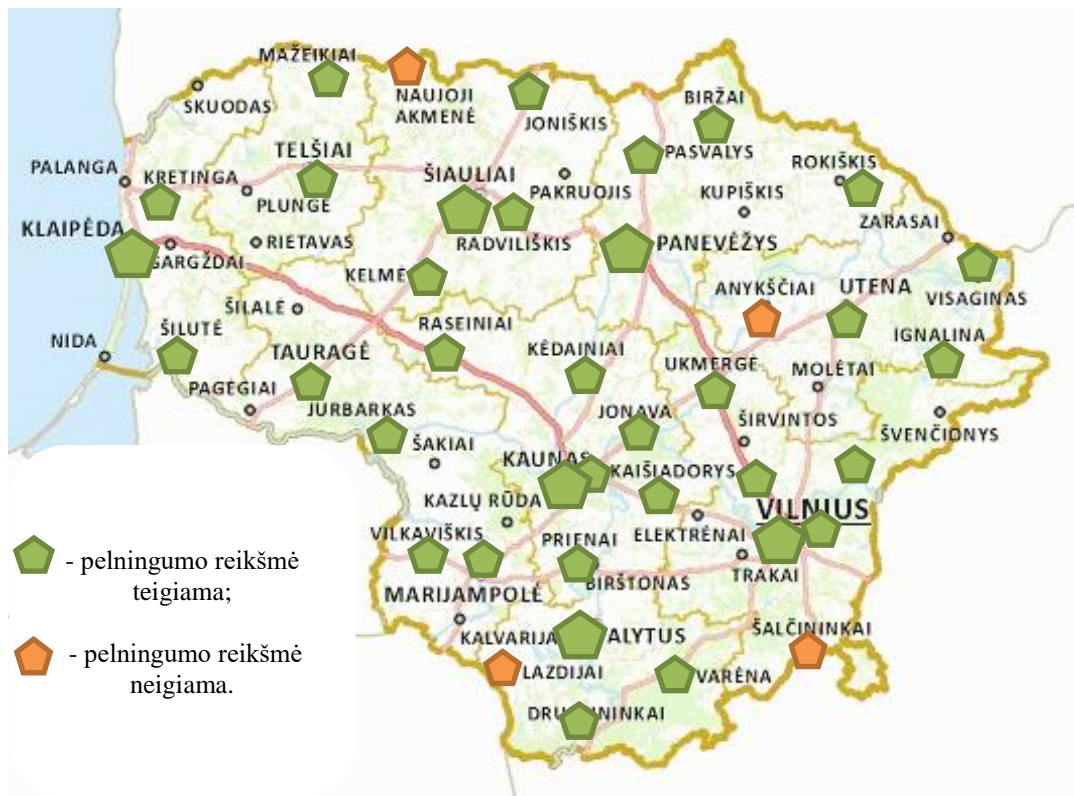 MAŽEIKIAI
SKUODAS
NAUJOJI
AKMENĖ
JONIŠKIS
BIRŽAI
PASVALYS
TELŠIAI
ŠIAULIAI
PAKRUOJIS
ROKIŠKIS
KUPIŠKIS
PALANGA
KRETINGA
PLUNGĖ
ZARASAI
KLAIPĖDA
RIETAVAS
RADVILIŠKIS
PANEVĖŽYS
GARGŽDAI
KELMĖ
ANYKŠČIAI
UTENA
VISAGINAS
ŠILALĖ
RASEINIAI
ŠILUTĖ
NIDA
TAURAGĖ
KĖDAINIAI
UKMERGĖ
IGNALINA
MOLĖTAI
PAGĖGIAI
JURBARKAS
JONAVA
ŠIRVINTOS
ŠVENČIONYS
ŠAKIAI
KAUNAS
KAIŠIADORYS
KAZLŲ RŪDA
VILNIUS
VILKAVIŠKIS
PRIENAI
ELEKTRĖNAI
BIRŠTONAS
TRAKAI
MARIJAMPOLĖ
KALVARIJA
ALYTUS
ŠALČININKAI
LAZDIJAI
VARĖNA
DRU ININKAI
- pelningumo reikšmė
teigiama;
- pelningumo reikšmė
neigiama.